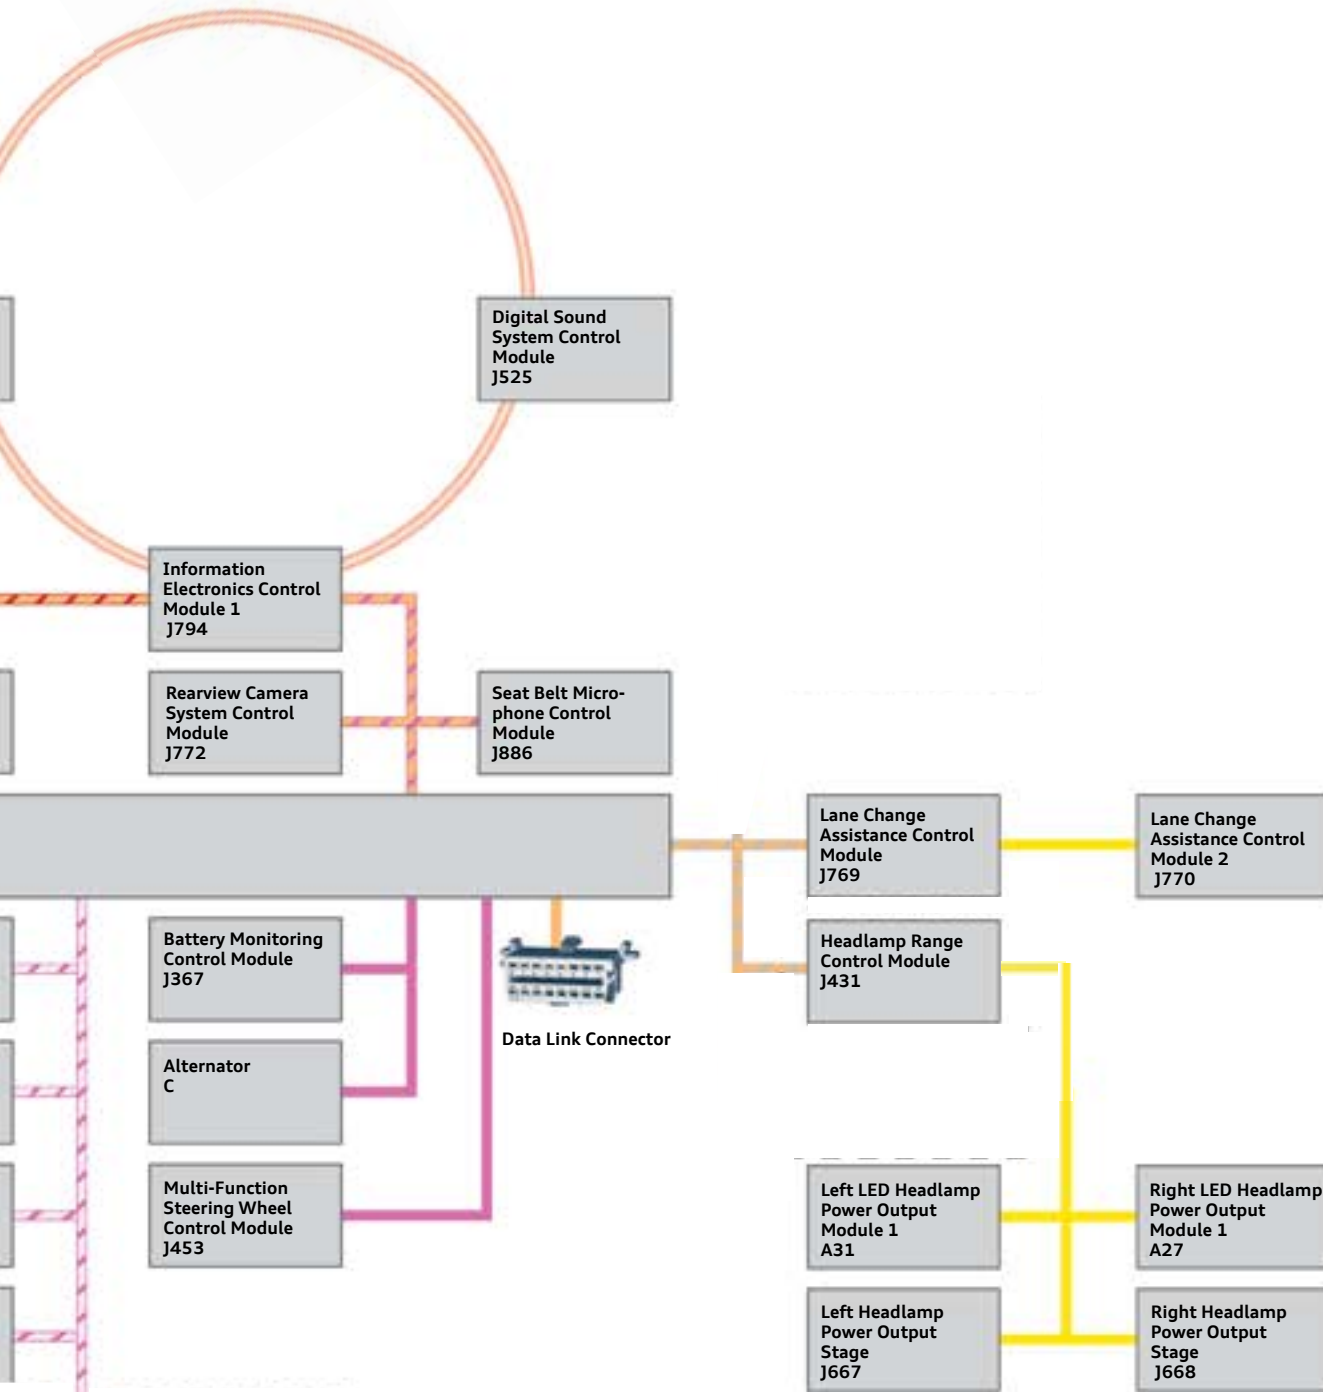 Digital Sound
System Control
Module
J525
Information
Electronics Control
Module 1
J794
Rearview Camera
System Control
Module
J772
Seat Belt Micro-
phone Control
Module
J886
Lane Change
Assistance Control
Module
J769
Lane Change
Assistance Control
Module 2
J770
Battery Monitoring
Control Module
J367
Headlamp Range
Control Module
J431
Data Link Connector
Alternator
C
Multi-Function
Steering Wheel
Control Module
J453
Left LED Headlamp
Power Output
Module 1
A31
Right LED Headlamp
Power Output
Module 1
A27
Left Headlamp
Power Output
Stage
J667
Right Headlamp
Power Output
Stage
J668